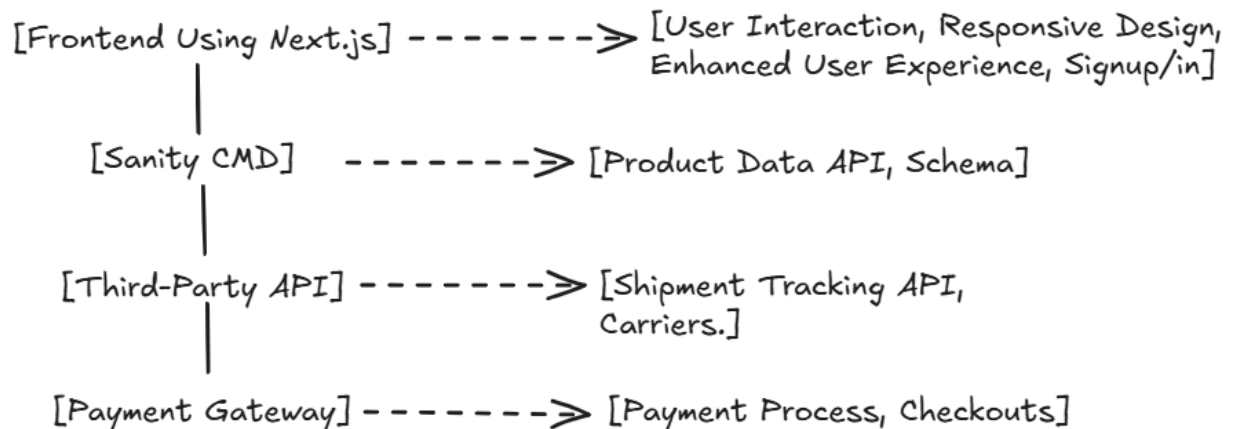 [Frontend Using Next.js]
[User Interaction, Responsive Design,
Enhanced User Experience, Signup/in]
[Sanity CMD]
[Product Data API, Schema]
[Third-Party API]
[Shipment Tracking API,
Carriers.]
[Payment Gateway]
[Payment Process, Checkouts]